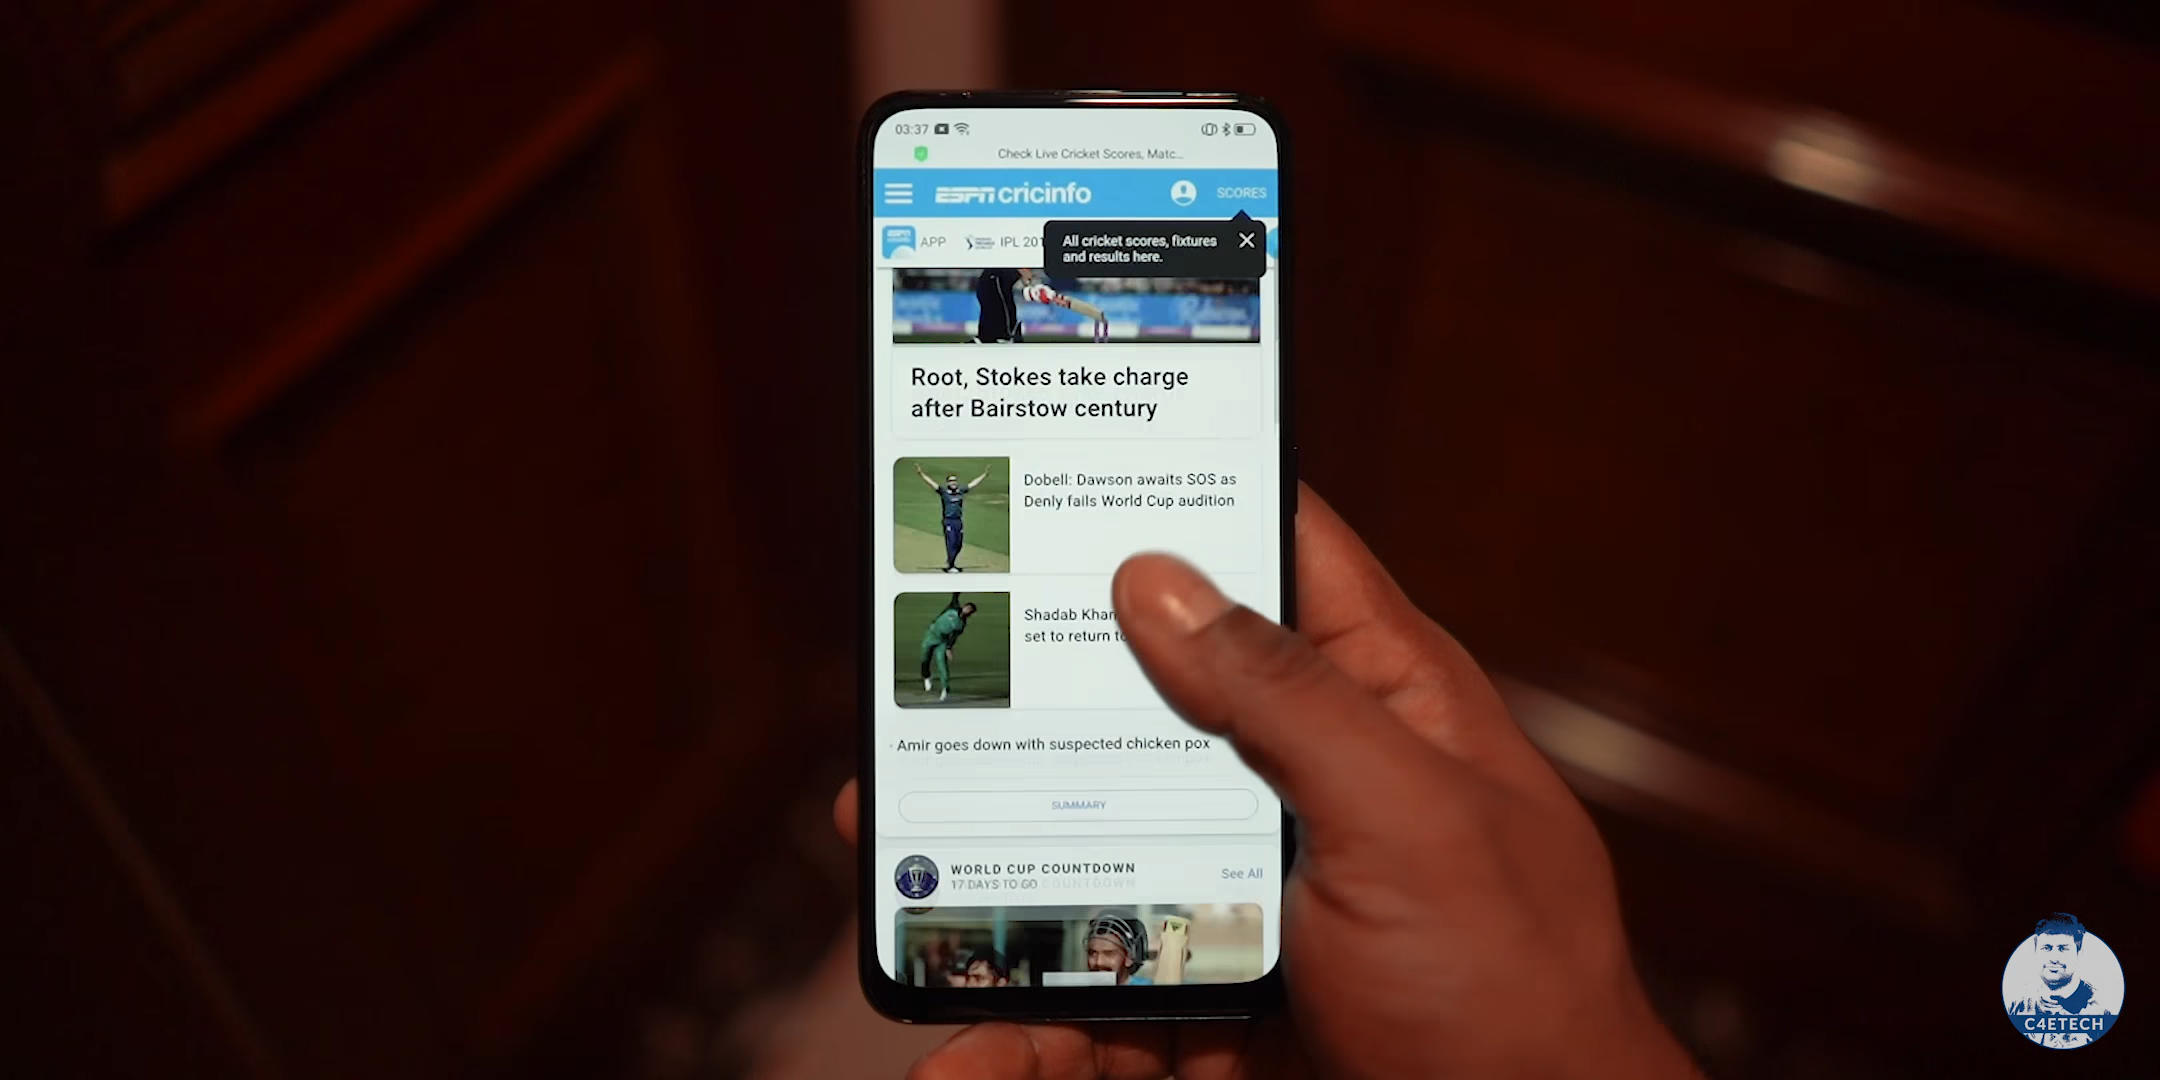 03:37
Check Live Cricket Scores, Matc...
ESPN cricinfo
SCORES
APP
IPL 201
All cricket scores, fixtures
and results here.
Root, Stokes take charge
after Bairstow century
Dobell: Dawson awaits SOS as
Denly fails World Cup audition
Shadab Khan
set to return to
· Amir goes down with suspected chicken pox
SUMMARY
WORLD CUP COUNTDOWN
17 DAYS TO GO
See All
C4ETECH